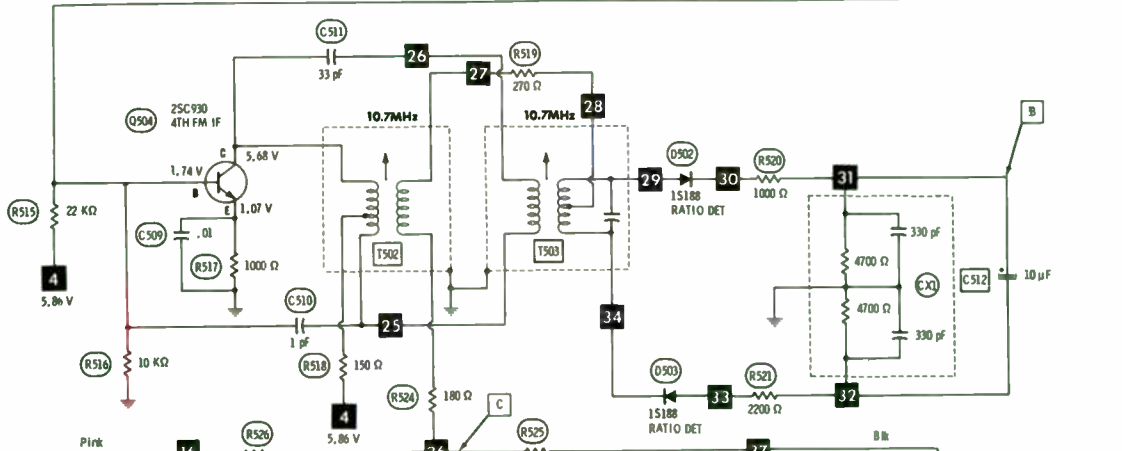 C511
33 pF
26
27
R519
270 Ω
28
2SC930
4TH FM IF
Q504
10.7MHz
10.7MHz
B
C
5.68 V
1.74 V
B
E
1.07 V
D502
29
30
R520
31
1S188
RATIO DET
1000 Ω
R515
22 KΩ
C509
.01
R517
1000 Ω
T502
T503
330 pF
4700 Ω
CX1
C512
10 µF
4700 Ω
330 pF
4
5.86 V
C510
1 pF
25
34
R516
10 KΩ
R518
150 Ω
R524
180 Ω
4
5.86 V
D503
33
R521
32
1S188
RATIO DET
2200 Ω
C
Pink
R526
R525
Blk